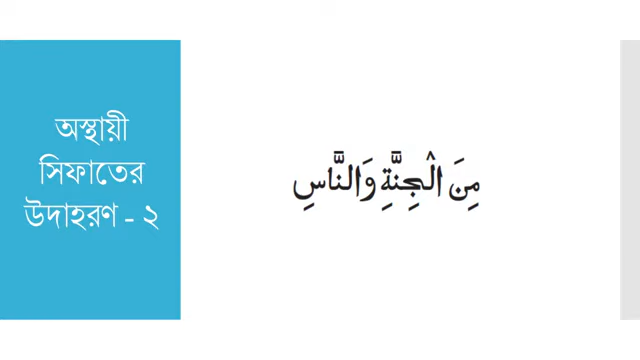 অস্থায়ী
সিফাতের
উদাহরণ - ২
مِنَ الْجِنَّةِ وَالنَّاسِ